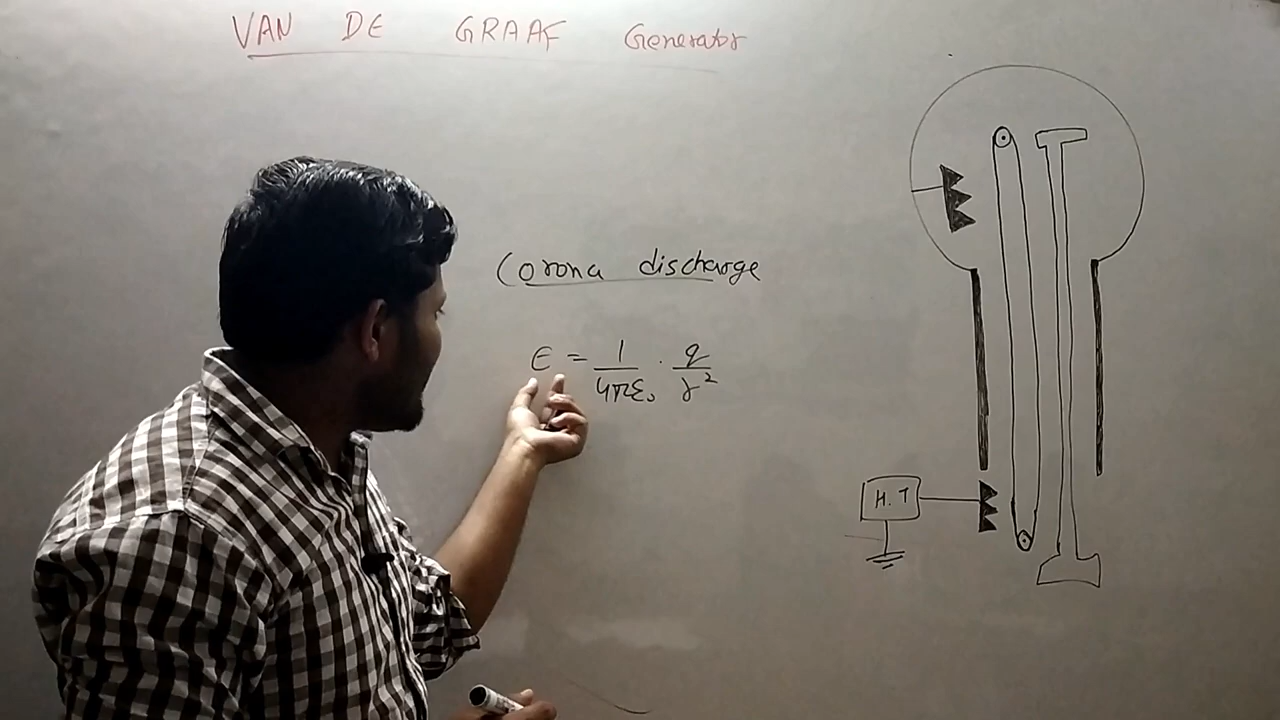 VAN DE GRAAF Generator
Corona discharge
E = 1/4πε₀ · q/r²
H.T